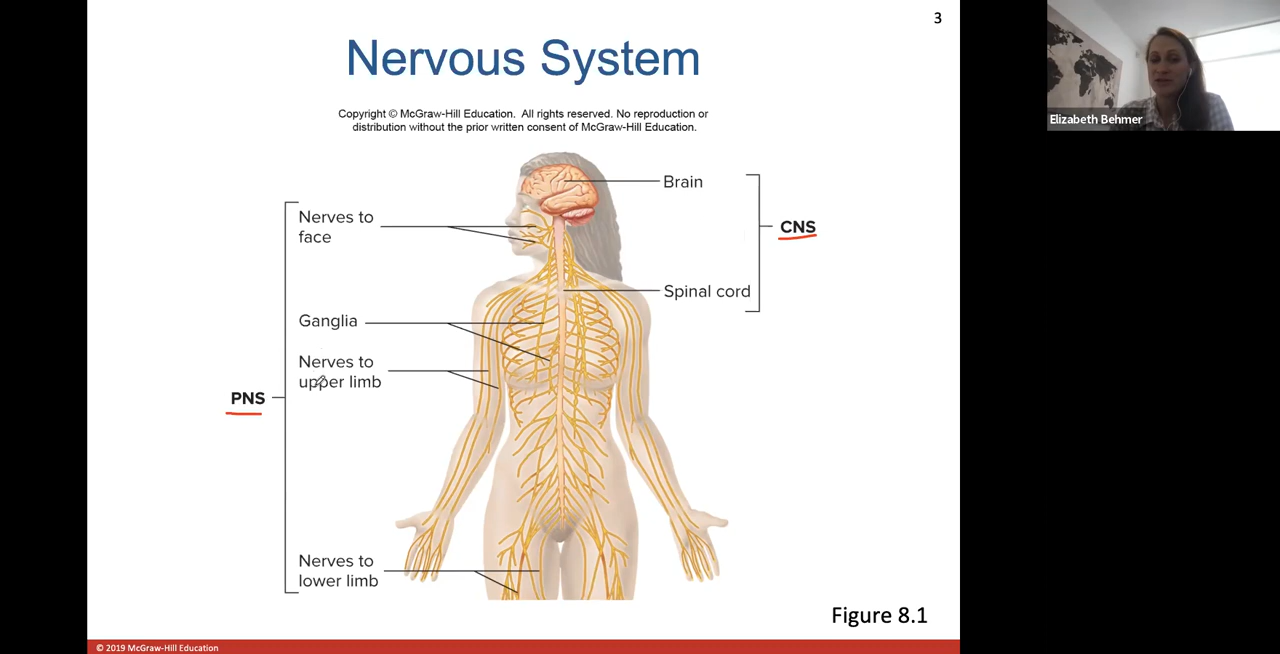 3
Nervous System
Copyright © McGraw-Hill Education. All rights reserved. No reproduction or
distribution without the prior written consent of McGraw-Hill Education.
Elizabeth Behmer
Brain
Nerves to
face
CNS
Spinal cord
Ganglia
Nerves to
upper limb
PNS
Nerves to
lower limb
Figure 8.1
© 2019 McGraw-Hill Education